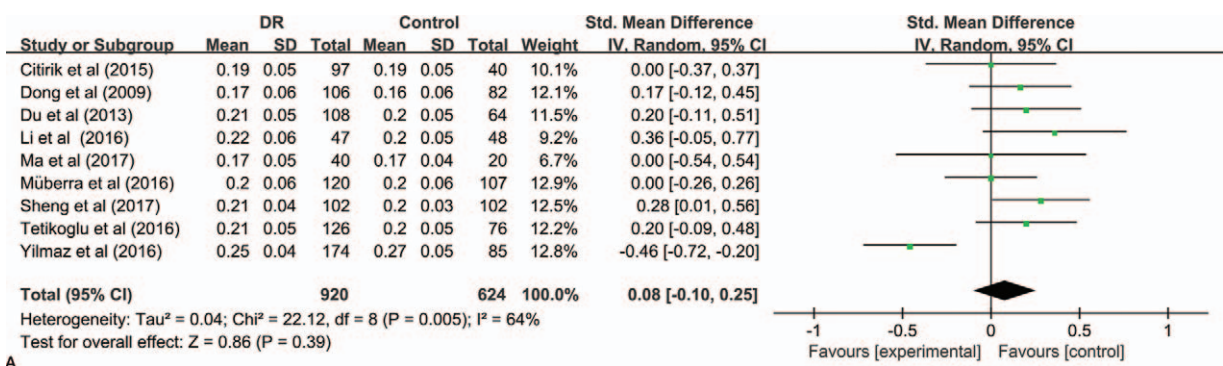 DR Control Std. Mean Difference Std. Mean Difference
Study or Subgroup Mean SD Total Mean SD Total Weight IV. Random, 95% CI IV. Random, 95% CI
Citirik et al (2015) 0.19 0.05 97 0.19 0.05 40 10.1% 0.00 [-0.37, 0.37]
Dong et al (2009) 0.17 0.06 106 0.16 0.06 82 12.1% 0.17 [-0.12, 0.45]
Du et al (2013) 0.21 0.05 108 0.2 0.05 64 11.5% 0.20 [-0.11, 0.51]
Li et al (2016) 0.22 0.06 47 0.2 0.05 48 9.2% 0.36 [-0.05, 0.77]
Ma et al (2017) 0.17 0.05 40 0.17 0.04 20 6.7% 0.00 [-0.54, 0.54]
Müberra et al (2016) 0.2 0.06 120 0.2 0.06 107 12.9% 0.00 [-0.26, 0.26]
Sheng et al (2017) 0.21 0.04 102 0.2 0.03 102 12.5% 0.28 [0.01, 0.56]
Tetikoglu et al (2016) 0.21 0.05 126 0.2 0.05 76 12.2% 0.20 [-0.09, 0.48]
Yilmaz et al (2016) 0.25 0.04 174 0.27 0.05 85 12.8% -0.46 [-0.72, -0.20]
Total (95% CI) 920 624 100.0% 0.08 [-0.10, 0.25]
Heterogeneity: Tau² = 0.04; Chi² = 22.12, df = 8 (P = 0.005); I² = 64%
Test for overall effect: Z = 0.86 (P = 0.39)
-1 -0.5 0 0.5 1
Favours [experimental] Favours [control]
A